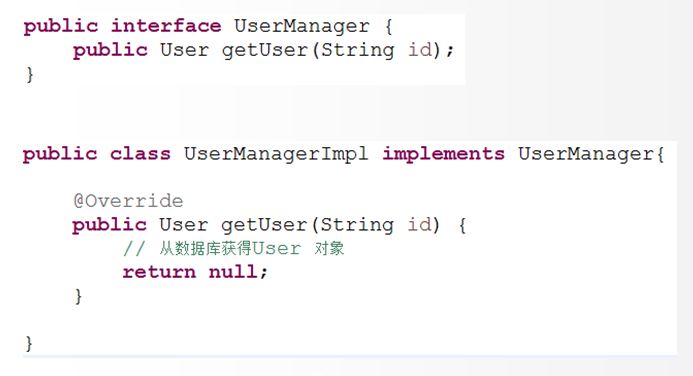 public interface UserManager {
    public User getUser(String id);
}
public class UserManagerImpl implements UserManager{
    @Override
    public User getUser(String id) {
        // 从数据库获得User 对象
        return null;
    }
}